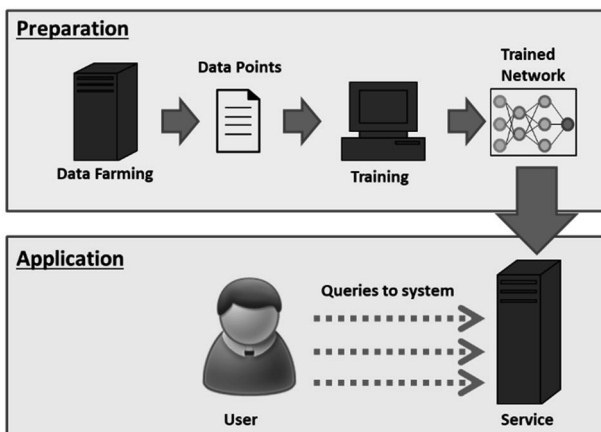 Preparation
Data Points
Trained
Network
Data Farming
Training
Application
Queries to system
User
Service